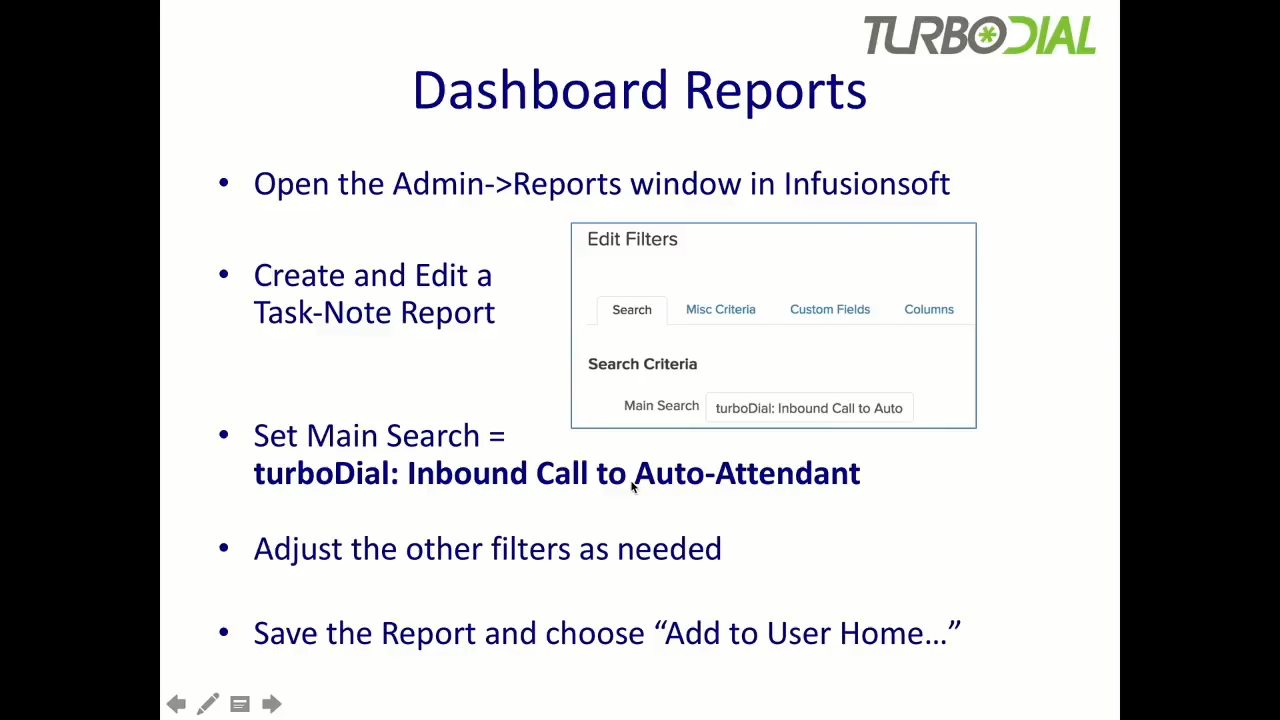 TURBODIAL
Dashboard Reports
• Open the Admin->Reports window in Infusionsoft
• Create and Edit a
Task-Note Report
Edit Filters
Search Misc Criteria Custom Fields Columns
Search Criteria
Main Search turboDial: Inbound Call to Auto
• Set Main Search =
turboDial: Inbound Call to Auto-Attendant
• Adjust the other filters as needed
• Save the Report and choose “Add to User Home…”